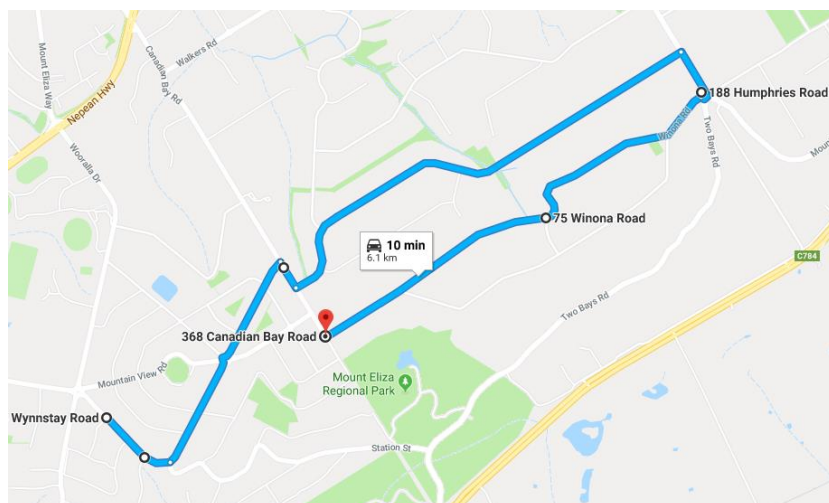 Mount Eliza Way
Nepean Hwy
Canadian Bay Rd
Walkers Rd
Wooralla Dr
188 Humphries Road
Winona Rd
Two Bays Rd
Mount
75 Winona Road
10 min
6.1 km
C784
Two Bays Rd
368 Canadian Bay Road
Mountain View Rd
Mount Eliza
Regional Park
Wynnstay Road
Station St